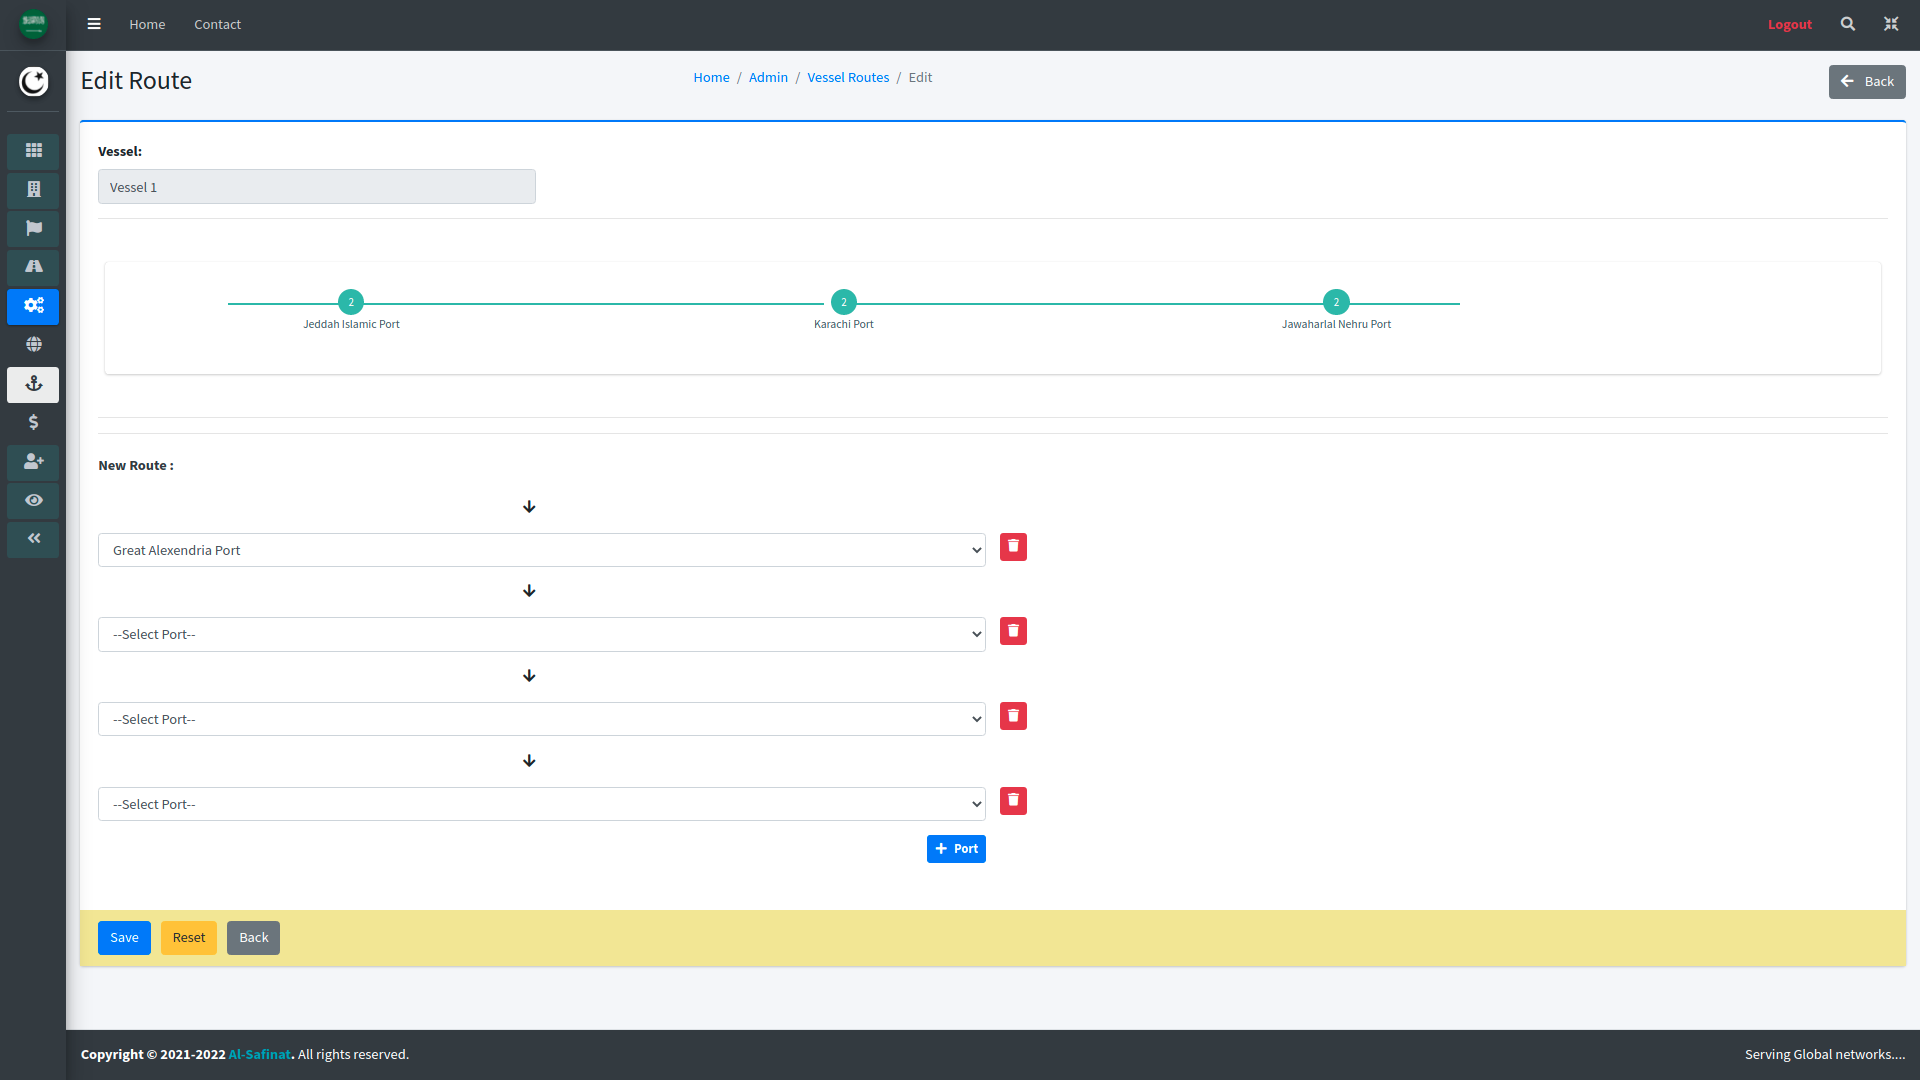 Home Contact Logout
Edit Route
Home / Admin / Vessel Routes / Edit
Back
Vessel:
Vessel 1
2 2 2
Jeddah Islamic Port Karachi Port Jawaharlal Nehru Port
New Route :
Great Alexendria Port
--Select Port--
--Select Port--
--Select Port--
+ Port
Save Reset Back
Copyright © 2021-2022 Al-Safinat. All rights reserved. Serving Global networks....